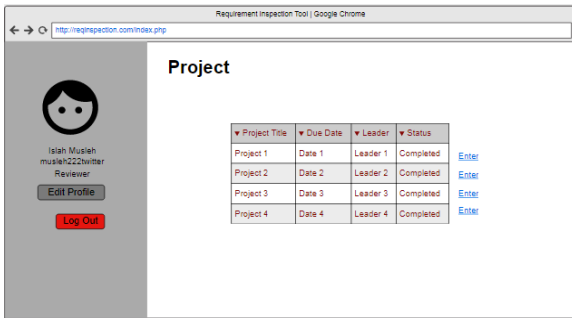 Requirement Inspection Tool | Google Chrome
http://reqinspection.com/index.php
Islah Musleh
musleh222twitter
Reviewer
Edit Profile
Log Out
Project
Project Title Due Date Leader Status
Project 1 Date 1 Leader 1 Completed Enter
Project 2 Date 2 Leader 2 Completed Enter
Project 3 Date 3 Leader 3 Completed Enter
Project 4 Date 4 Leader 4 Completed Enter